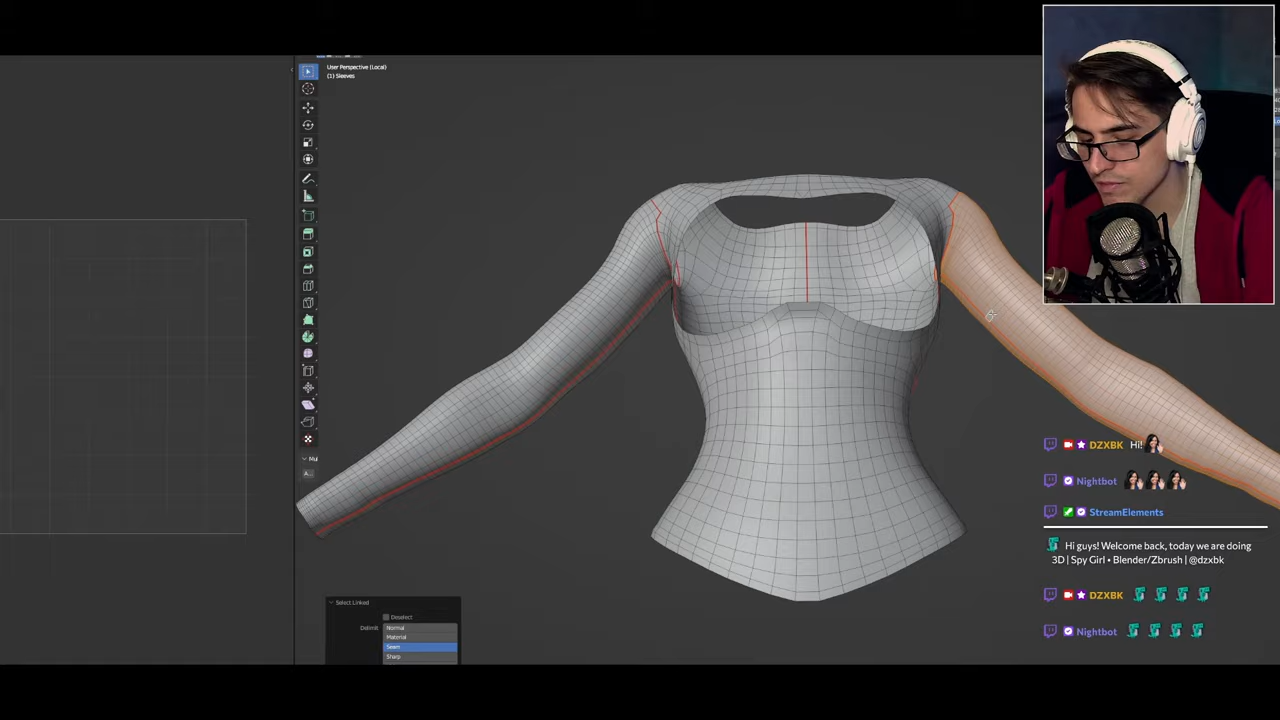 User Perspective (Local)
(1) Sleeves
DZXBK Hi!
Nightbot
StreamElements
Hi guys! Welcome back, today we are doing
3D | Spy Girl • Blender/Zbrush | @dzxbk
DZXBK
Nightbot
Select Linked
Deselect
Delimit Normal
Material
Seam
Sharp